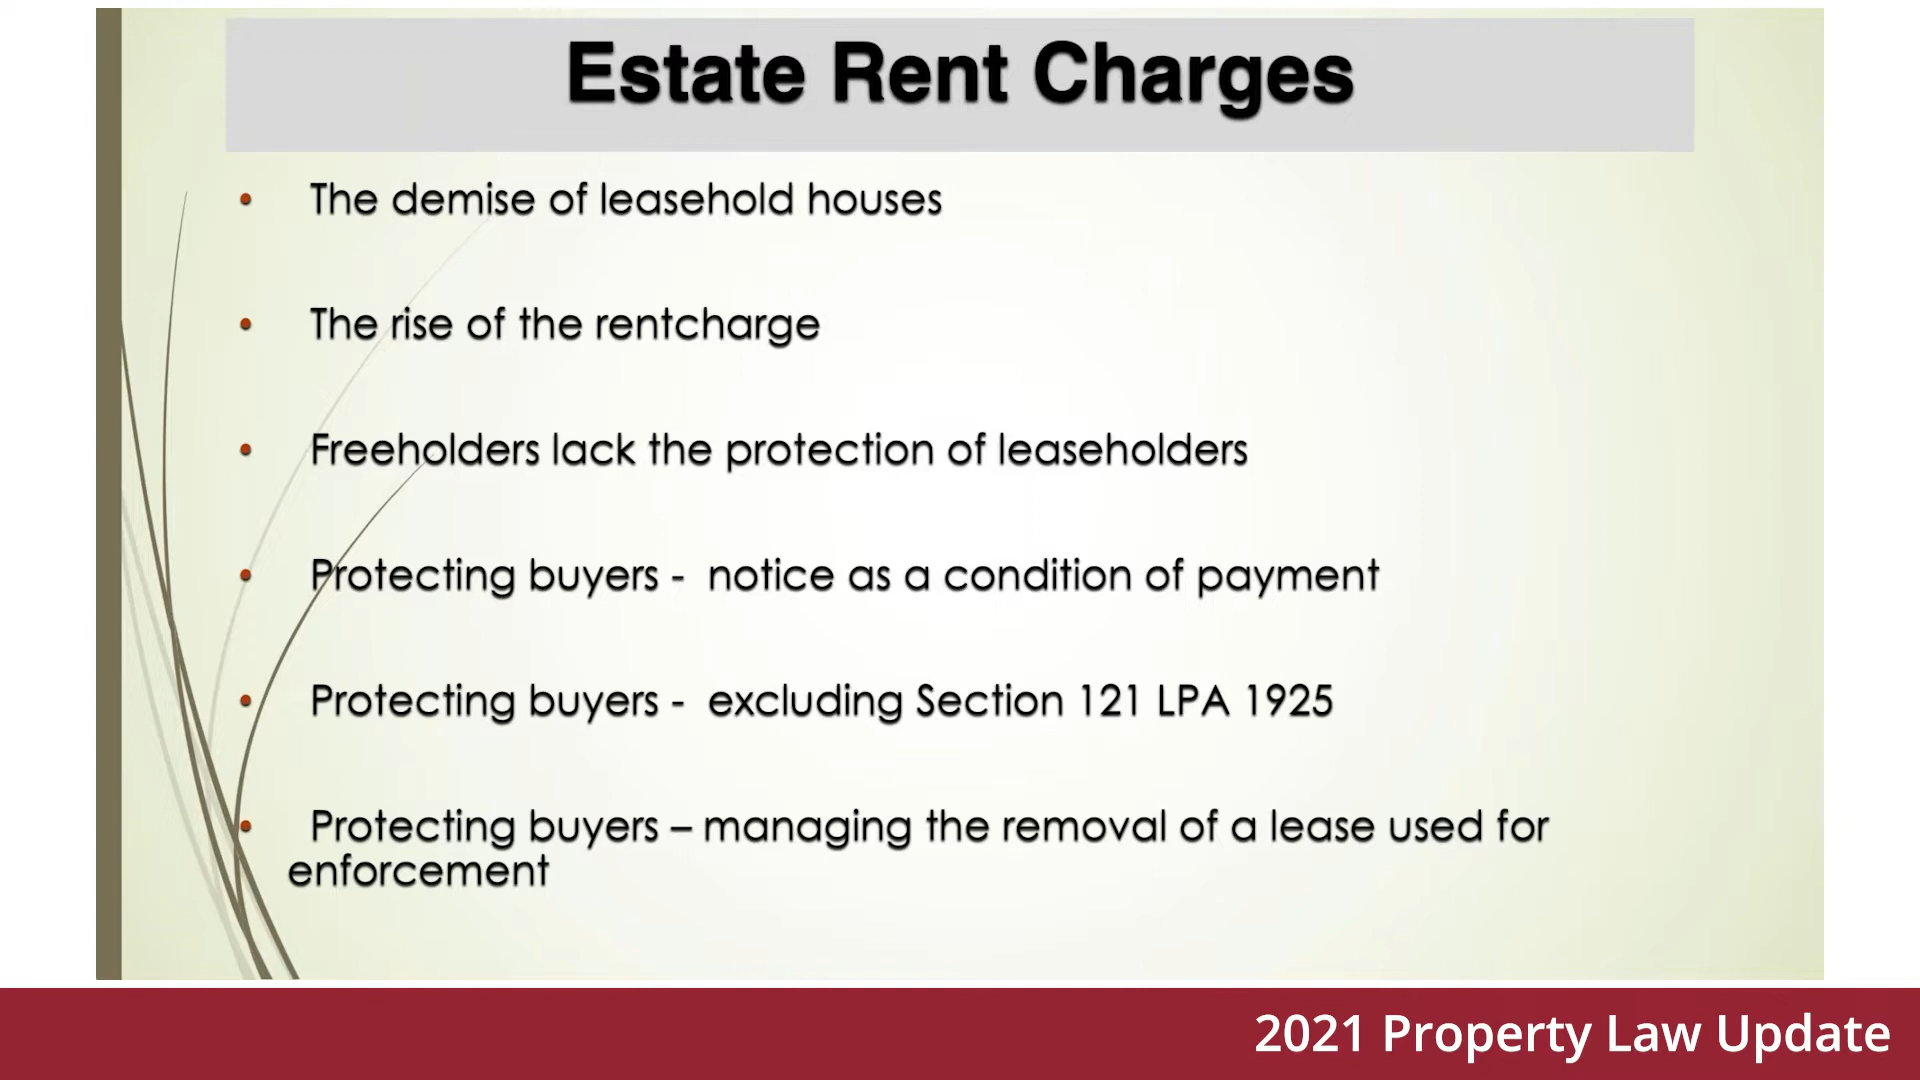 Estate Rent Charges
• The demise of leasehold houses
• The rise of the rentcharge
• Freeholders lack the protection of leaseholders
• Protecting buyers - notice as a condition of payment
• Protecting buyers - excluding Section 121 LPA 1925
• Protecting buyers – managing the removal of a lease used for
enforcement
2021 Property Law Update